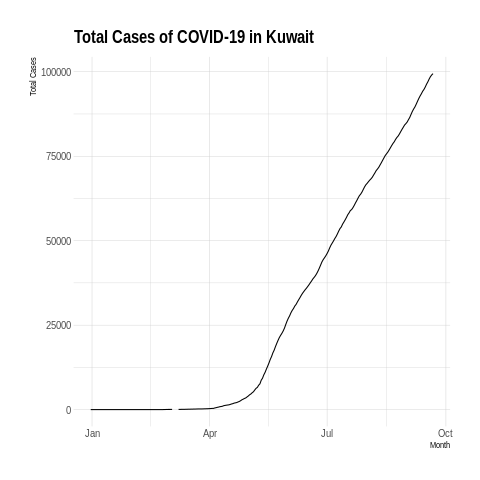 Total Cases of COVID-19 in Kuwait
Total Cases
100000
75000
50000
25000
0
Jan Apr Jul Oct
Month